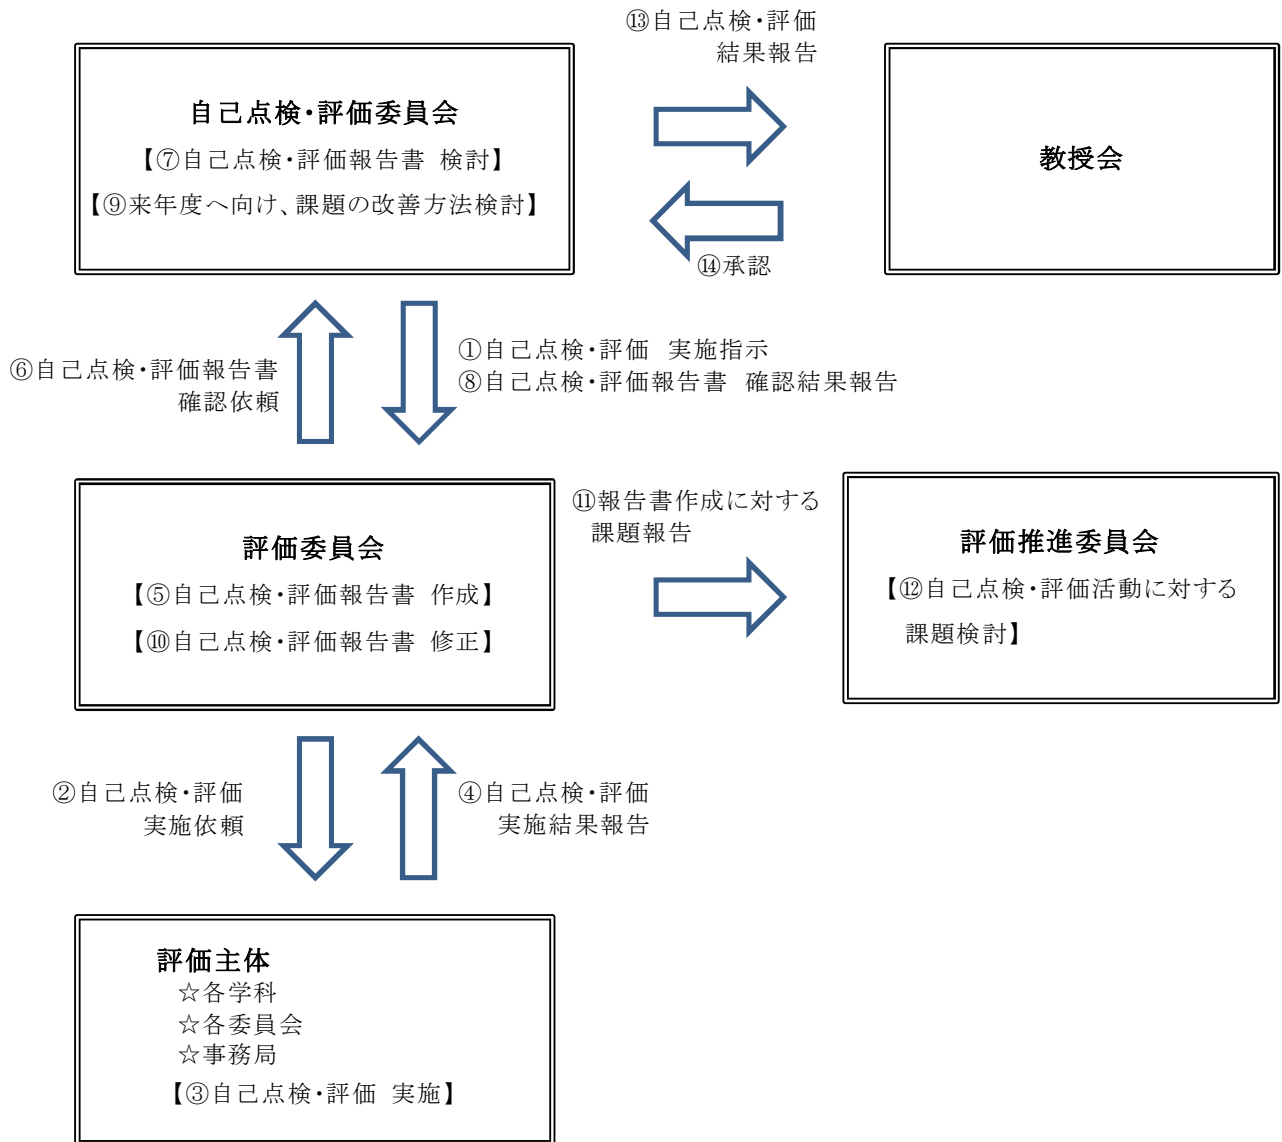 ⑬自己点検・評価
結果報告
自己点検・評価委員会
【⑦自己点検・評価報告書 検討】
【⑨来年度へ向け、課題の改善方法検討】
教授会
⑭承認
⑥自己点検・評価報告書
確認依頼
①自己点検・評価 実施指示
⑧自己点検・評価報告書 確認結果報告
評価委員会
【⑤自己点検・評価報告書 作成】
【⑩自己点検・評価報告書 修正】
⑪報告書作成に対する
課題報告
評価推進委員会
【⑫自己点検・評価活動に対する
課題検討】
②自己点検・評価
実施依頼
④自己点検・評価
実施結果報告
評価主体
☆各学科
☆各委員会
☆事務局
【③自己点検・評価 実施】